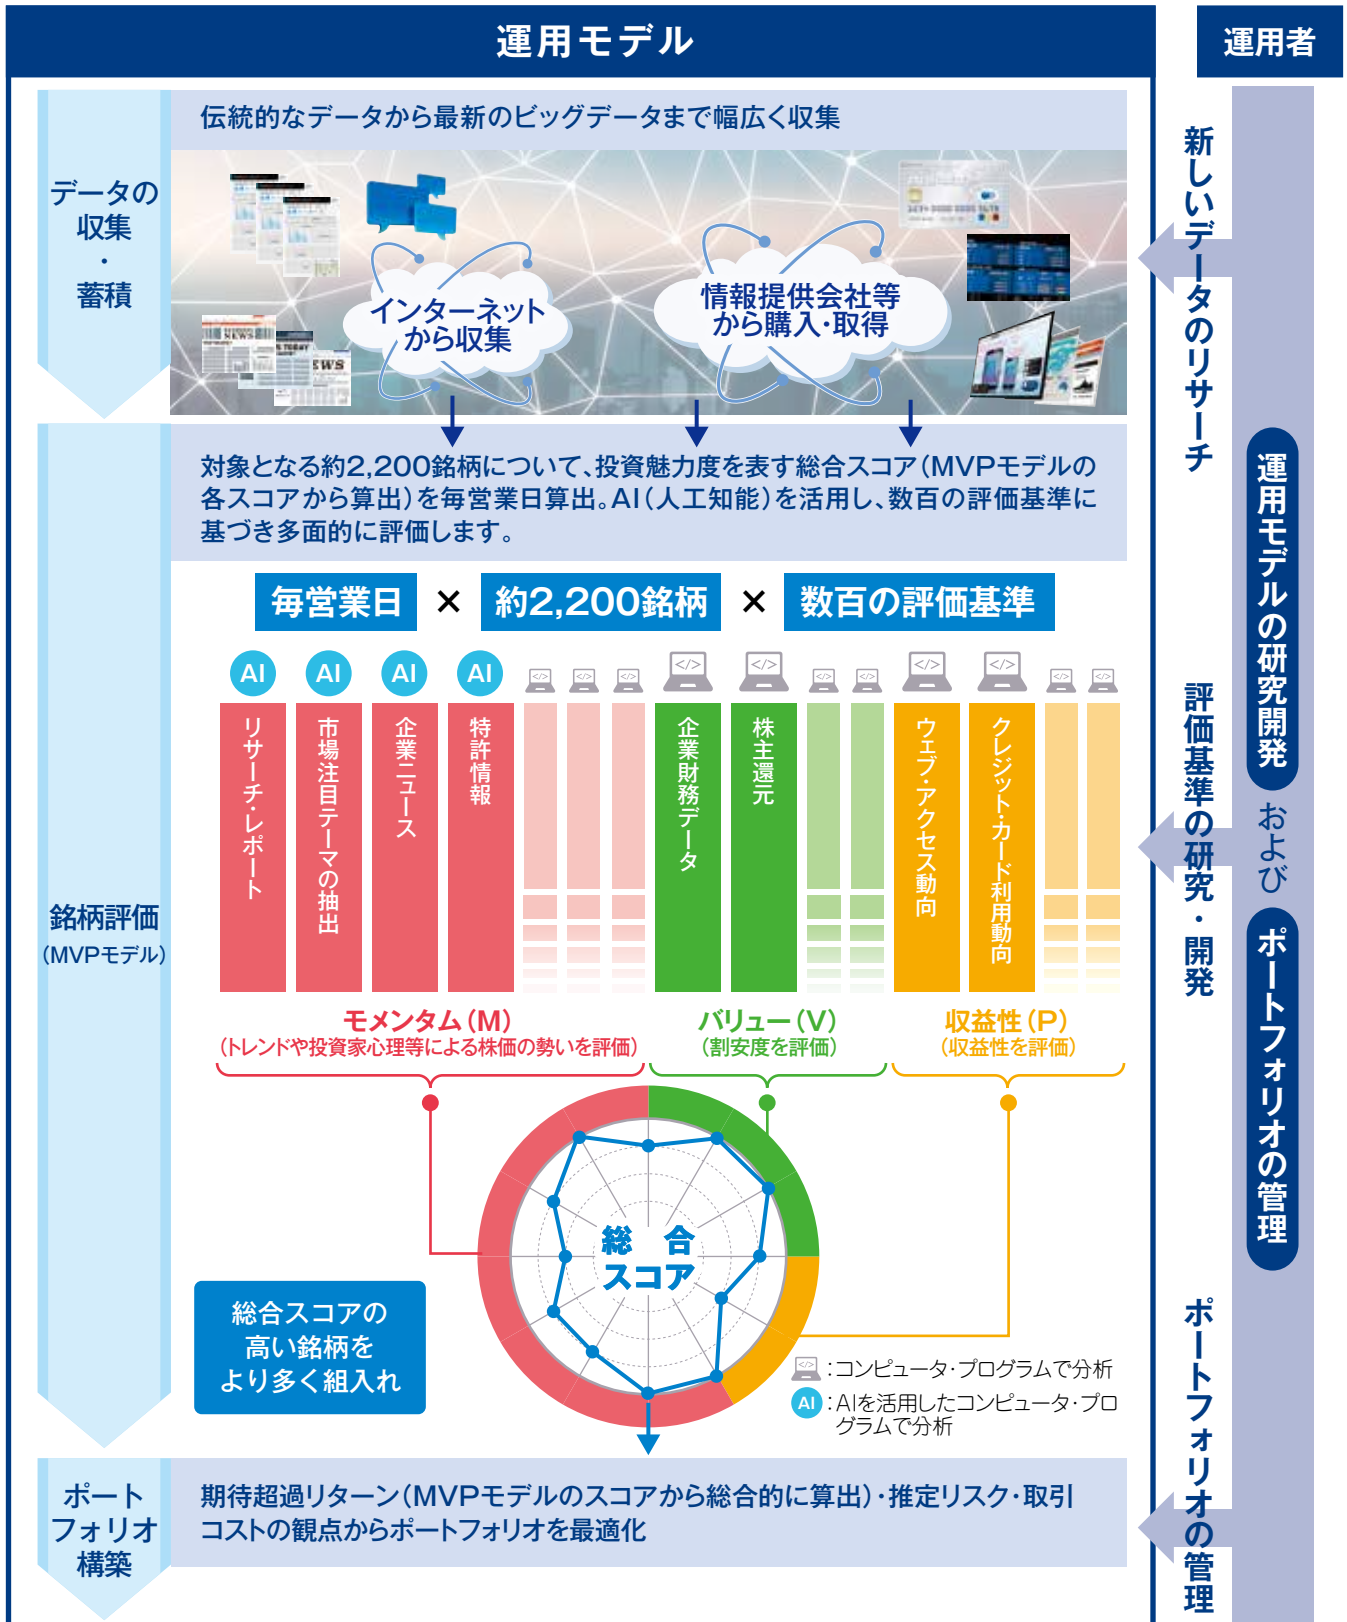 運用モデル
運用者
データの
収集
・
蓄積
伝統的なデータから最新のビッグデータまで幅広く収集
インターネット
から収集
情報提供会社等
から購入・取得
NEWS
新しいデータのリサーチ
銘柄評価
(MVPモデル)
対象となる約2,200銘柄について、投資魅力度を表す総合スコア(MVPモデルの
各スコアから算出)を毎営業日算出。AI(人工知能)を活用し、数百の評価基準に
基づき多面的に評価します。
毎営業日 × 約2,200銘柄 × 数百の評価基準
AI AI AI AI
リサーチ・レポート
市場注目テーマの抽出
企業ニュース
特許情報
企業財務データ
株主還元
ウェブ・アクセス動向
クレジット・カード利用動向
モメンタム(M)
(トレンドや投資家心理等による株価の勢いを評価)
バリュー(V)
(割安度を評価)
収益性(P)
(収益性を評価)
総合
スコア
総合スコアの
高い銘柄を
より多く組入れ
</>:コンピュータ・プログラムで分析
AI:AIを活用したコンピュータ・プロ
グラムで分析
評価基準の研究・開発
ポート
フォリオ
構築
期待超過リターン(MVPモデルのスコアから総合的に算出)・推定リスク・取引
コストの観点からポートフォリオを最適化
ポートフォリオの管理
運用モデルの研究開発
および
ポートフォリオの管理